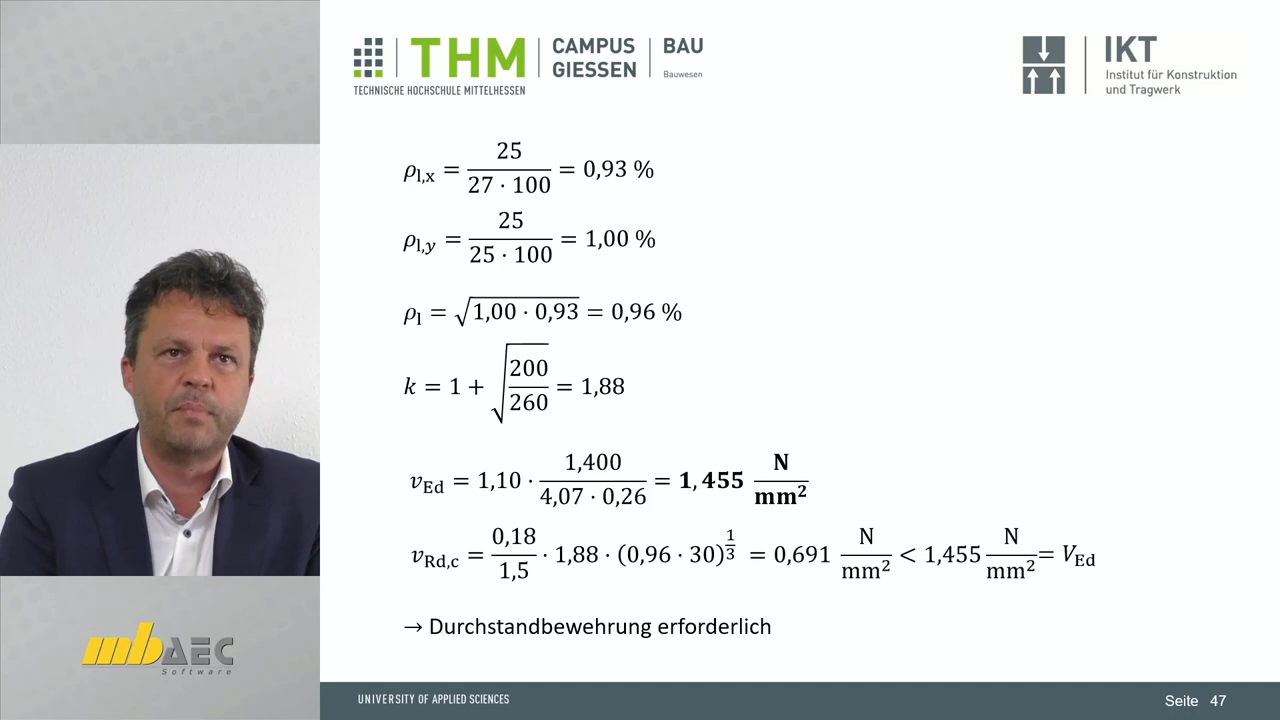 THM
CAMPUS
GIESSEN
BAU
Bauwesen
TECHNISCHE HOCHSCHULE MITTELHESSEN
IKT
Institut für Konstruktion
und Tragwerk
ρl,x = 25 / (27 · 100) = 0,93 %
ρl,y = 25 / (25 · 100) = 1,00 %
ρl = √(1,00 · 0,93) = 0,96 %
k = 1 + √(200 / 260) = 1,88
vEd = 1,10 · 1,400 / (4,07 · 0,26) = 1,455 N/mm²
vRd,c = 0,18 / 1,5 · 1,88 · (0,96 · 30)^(1/3) = 0,691 N/mm² < 1,455 N/mm² = VEd
→ Durchstandbewehrung erforderlich
mb AEC
Software
UNIVERSITY OF APPLIED SCIENCES
Seite 47